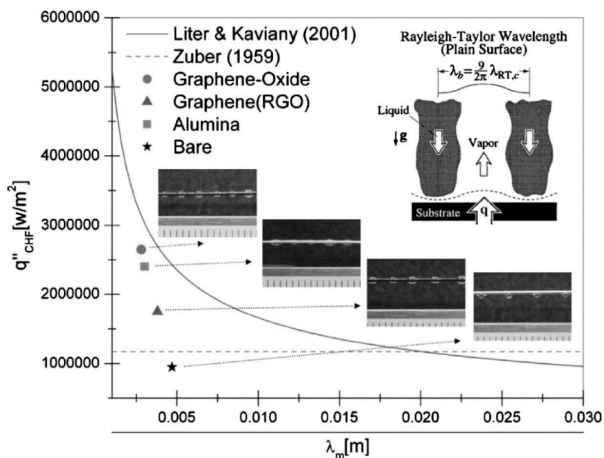 Liter & Kaviany (2001)
Zuber (1959)
Graphene-Oxide
Graphene(RGO)
Alumina
Bare
Rayleigh-Taylor Wavelength
(Plain Surface)
λb= 9/2π λRT,c
Liquid
g
Vapor
Substrate
q
q"CHF[w/m²]
6000000
5000000
4000000
3000000
2000000
1000000
0.005
0.010
0.015
0.020
0.025
0.030
λm[m]